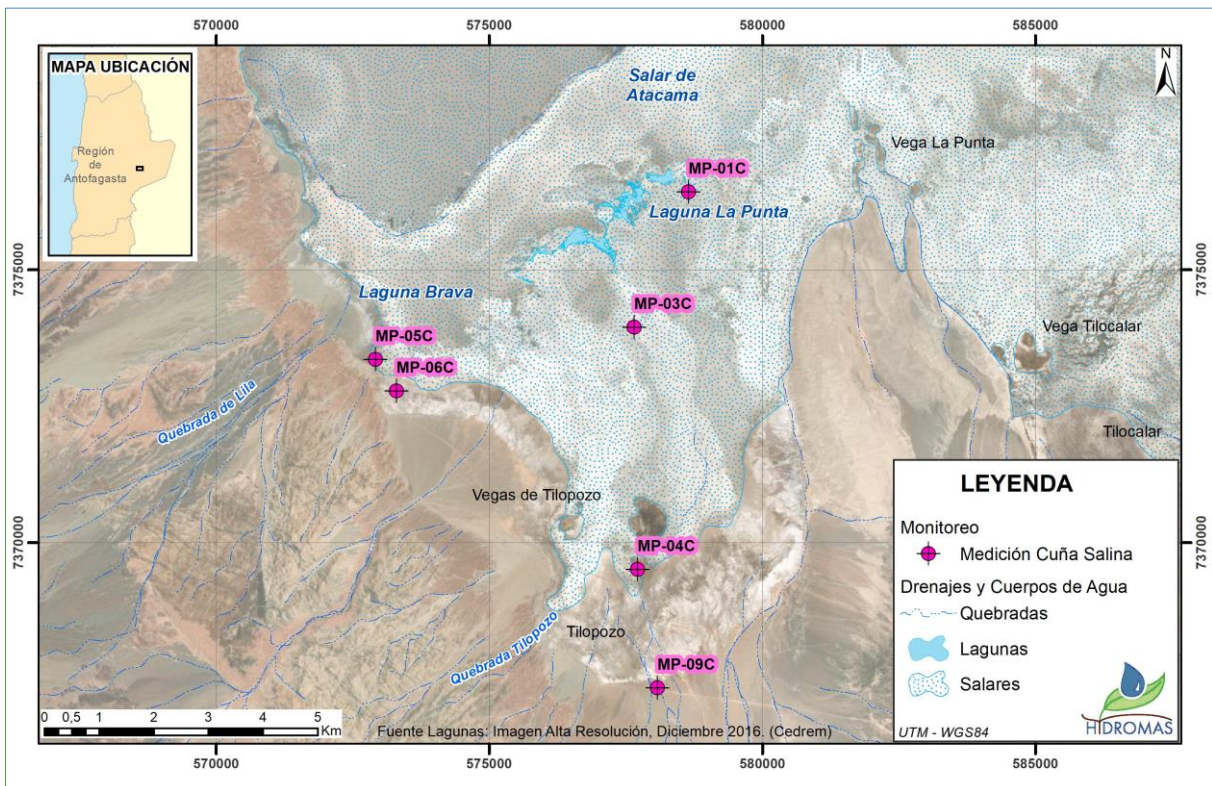 570000
575000
580000
585000
MAPA UBICACIÓN
Región
de
Antofagasta
N
Salar de
Atacama
Vega La Punta
MP-01C
Laguna La Punta
7375000
7375000
Laguna Brava
MP-03C
MP-05C
Vega Tilocalar
MP-06C
Quebrada de Lila
Tilocalar
Vegas de Tilopozo
7370000
7370000
MP-04C
Tilopozo
Quebrada Tilopozo
MP-09C
LEYENDA
Monitoreo
Medición Cuña Salina
Drenajes y Cuerpos de Agua
Quebradas
Lagunas
Salares
UTM - WGS84
HIDROMAS
0 0,5 1 2 3 4 5
Km
Fuente Lagunas: Imagen Alta Resolución, Diciembre 2016. (Cedrem)
570000
575000
580000
585000